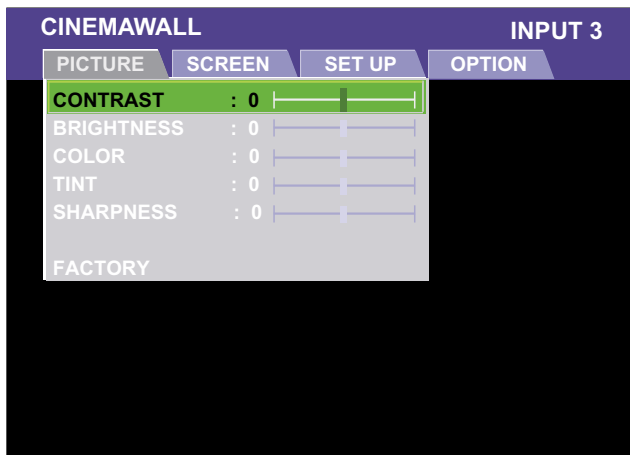 CINEMAWALL INPUT 3
PICTURE SCREEN SET UP OPTION
CONTRAST : 0
BRIGHTNESS : 0
COLOR : 0
TINT : 0
SHARPNESS : 0
FACTORY